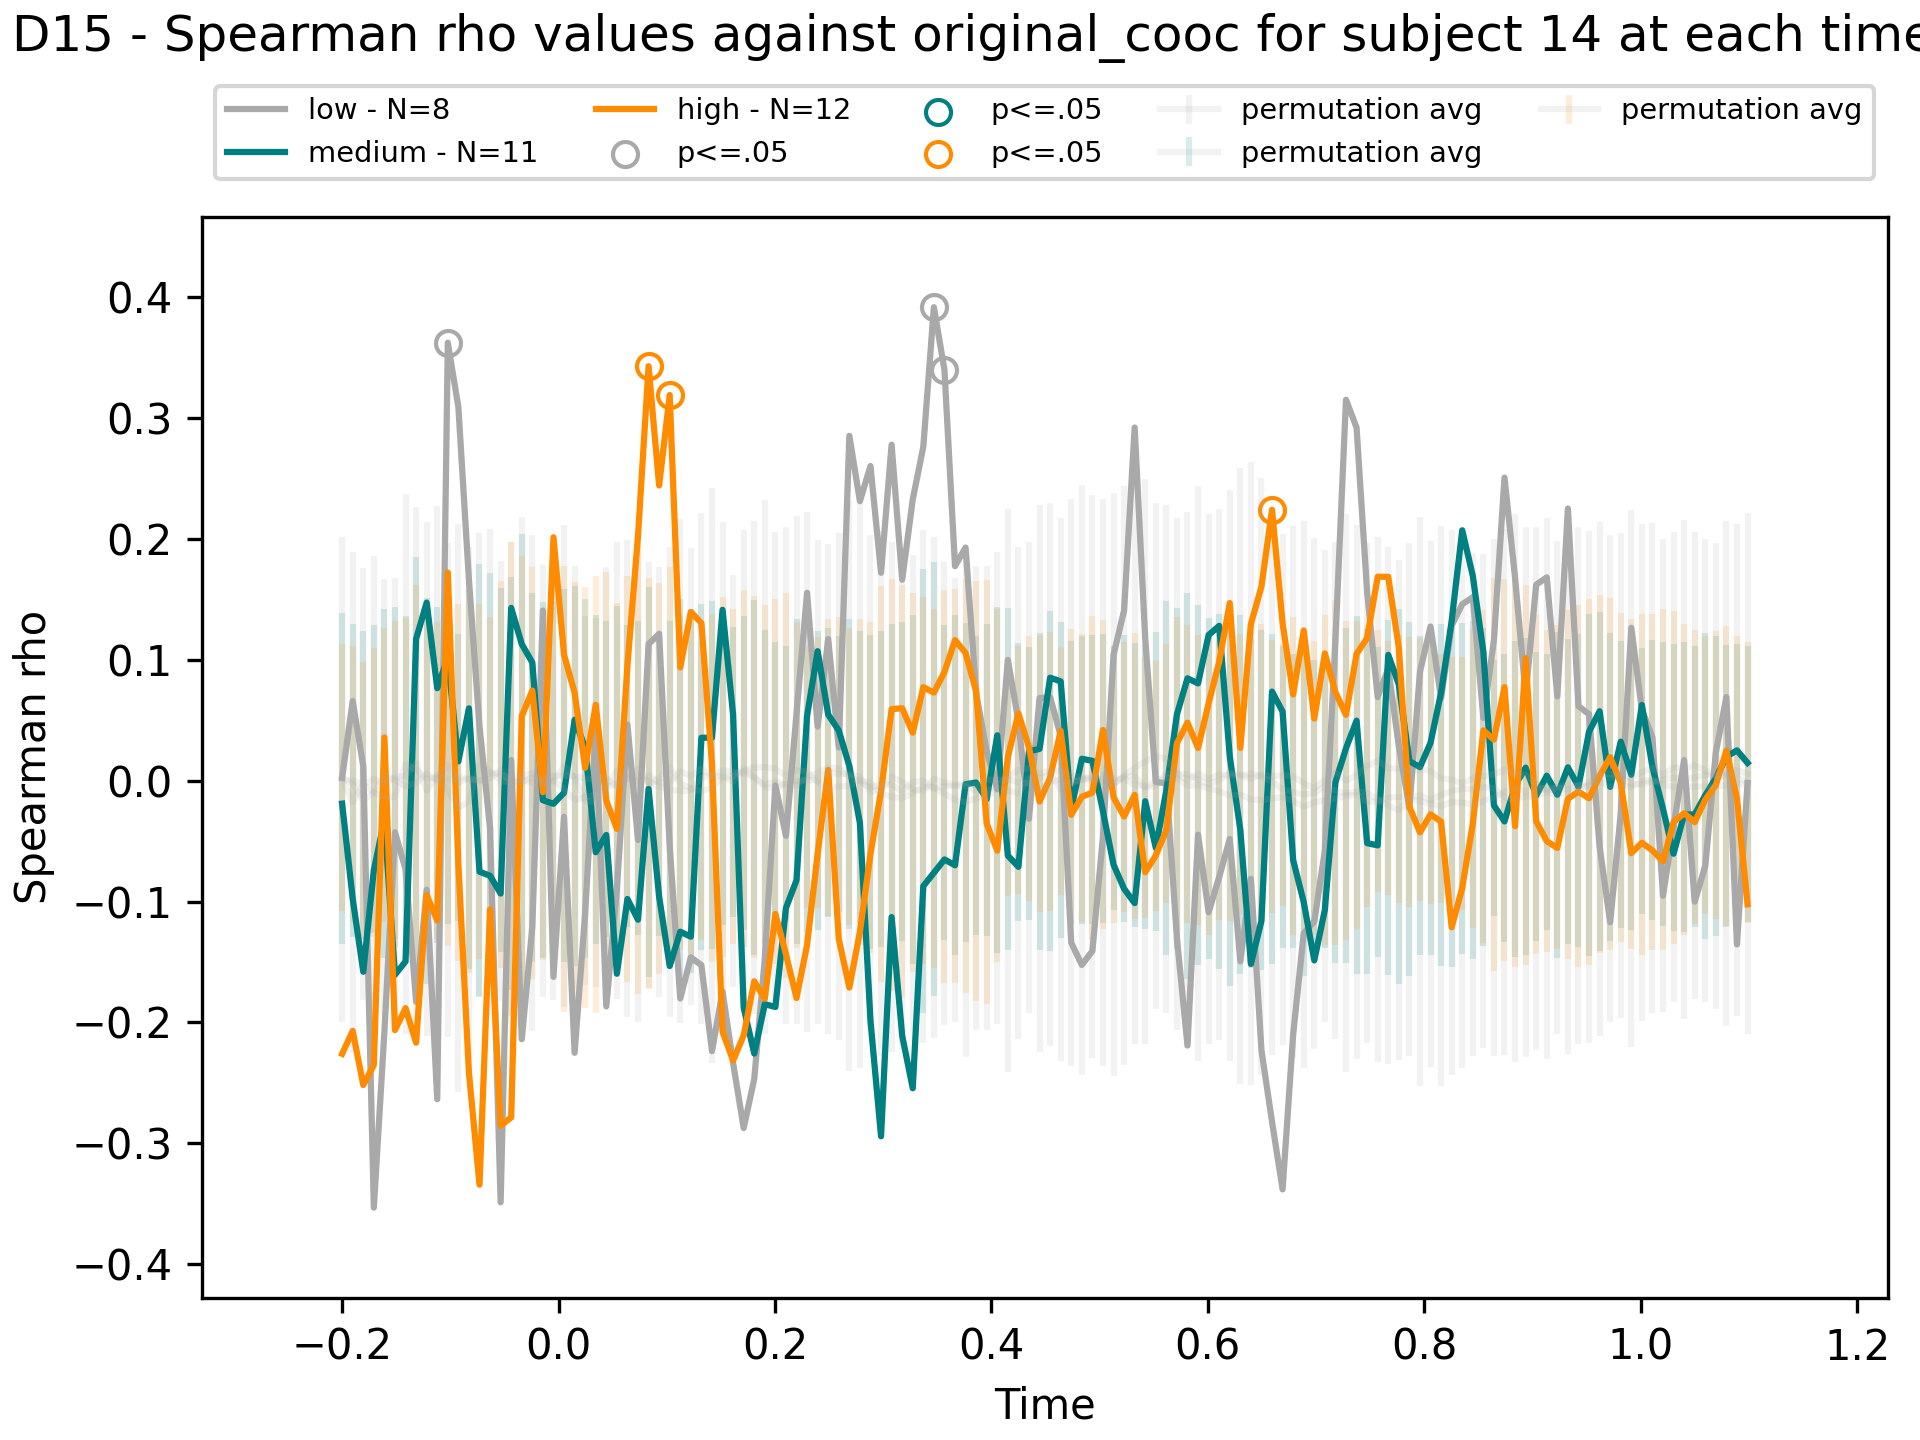 D15 - Spearman rho values against original_cooc for subject 14 at each time
low - N=8
medium - N=11
high - N=12
p<=.05
p<=.05
p<=.05
permutation avg
permutation avg
permutation avg
Spearman rho
0.4
0.3
0.2
0.1
0.0
−0.1
−0.2
−0.3
−0.4
−0.2
0.0
0.2
0.4
0.6
0.8
1.0
1.2
Time